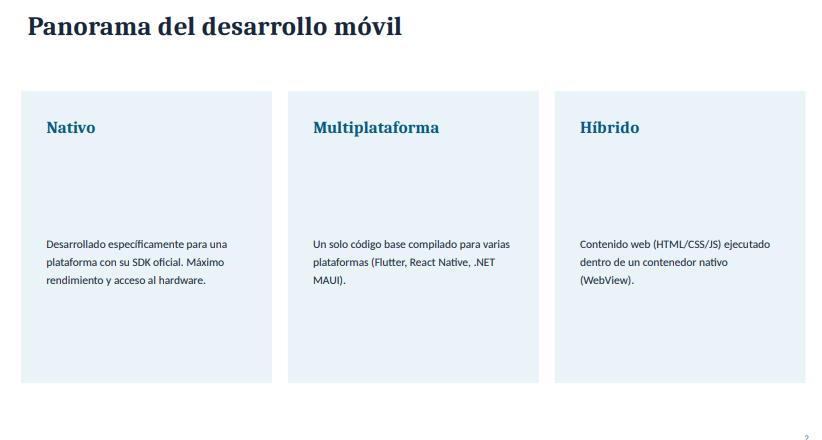 Panorama del desarrollo móvil
Nativo
Desarrollado específicamente para una
plataforma con su SDK oficial. Máximo
rendimiento y acceso al hardware.
Multiplataforma
Un solo código base compilado para varias
plataformas (Flutter, React Native, .NET
MAUI).
Híbrido
Contenido web (HTML/CSS/JS) ejecutado
dentro de un contenedor nativo
(WebView).